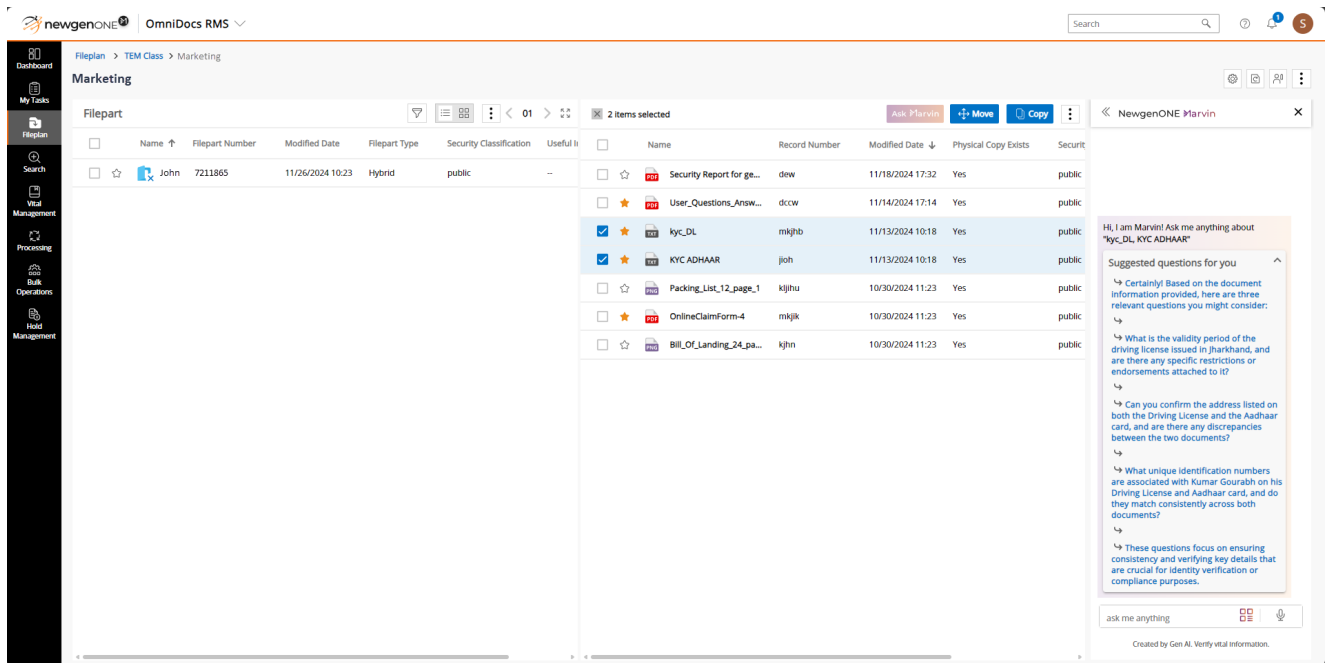 newgenONE
OmniDocs RMS
Search
1
S
Dashboard
My Tasks
Fileplan
Search
Vital
Management
Processing
Bulk
Operations
Hold
Management
Fileplan > TEM Class > Marketing
Marketing
Filepart
01
Name Filepart Number Modified Date Filepart Type Security Classification Useful
John 7211865 11/26/2024 10:23 Hybrid public --
2 items selected
Ask Marvin Move Copy
Name Record Number Modified Date Physical Copy Exists Securit
PDF Security Report for ge... dew 11/18/2024 17:32 Yes public
PDF User_Questions_Answ... dccw 11/14/2024 17:14 Yes public
TXT kyc_DL mkjhb 11/13/2024 10:18 Yes public
TXT KYC ADHAAR jioh 11/13/2024 10:18 Yes public
PNG Packing_List_12_page_1 kljihu 10/30/2024 11:23 Yes public
PDF OnlineClaimForm-4 mkjik 10/30/2024 11:23 Yes public
PNG Bill_Of_Landing_24_pa... kjhn 10/30/2024 11:23 Yes public
NewgenONE Marvin
Hi, I am Marvin! Ask me anything about
"kyc_DL, KYC ADHAAR"
Suggested questions for you
Certainly! Based on the document
information provided, here are three
relevant questions you might consider:
What is the validity period of the
driving license issued in Jharkhand, and
are there any specific restrictions or
endorsements attached to it?
Can you confirm the address listed on
both the Driving License and the Aadhaar
card, and are there any discrepancies
between the two documents?
What unique identification numbers
are associated with Kumar Gourabh on his
Driving License and Aadhaar card, and do
they match consistently across both
documents?
These questions focus on ensuring
consistency and verifying key details that
are crucial for identity verification or
compliance purposes.
ask me anything
Created by Gen AI. Verify vital information.